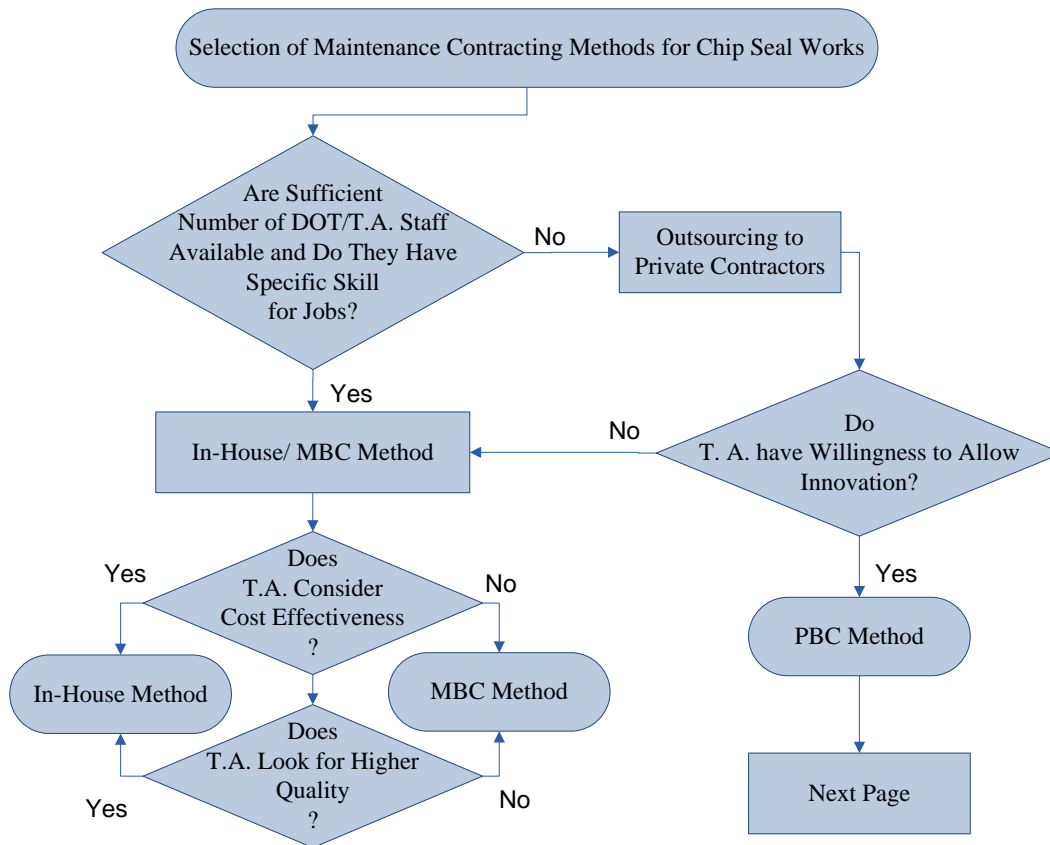 Selection of Maintenance Contracting Methods for Chip Seal Works
Are Sufficient
Number of DOT/T.A. Staff
Available and Do They Have
Specific Skill
for Jobs?
No
Outsourcing to
Private Contractors
Yes
In-House/ MBC Method
No
Do
T. A. have Willingness to Allow
Innovation?
Yes
Does
T.A. Consider
Cost Effectiveness
?
Yes
No
PBC Method
In-House Method
MBC Method
Does
T.A. Look for Higher
Quality
?
Yes
No
Next Page